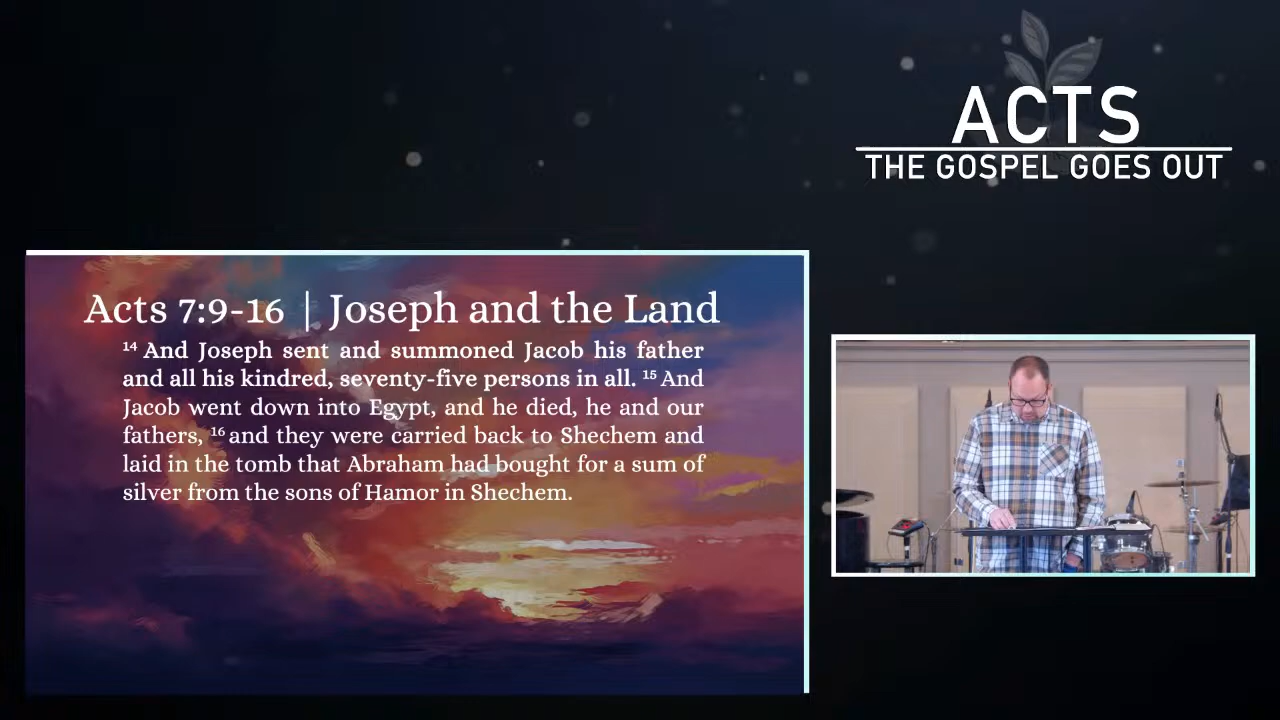 ACTS
THE GOSPEL GOES OUT
Acts 7:9-16 | Joseph and the Land
¹⁴ And Joseph sent and summoned Jacob his father
and all his kindred, seventy-five persons in all. ¹⁵ And
Jacob went down into Egypt, and he died, he and our
fathers, ¹⁶ and they were carried back to Shechem and
laid in the tomb that Abraham had bought for a sum of
silver from the sons of Hamor in Shechem.